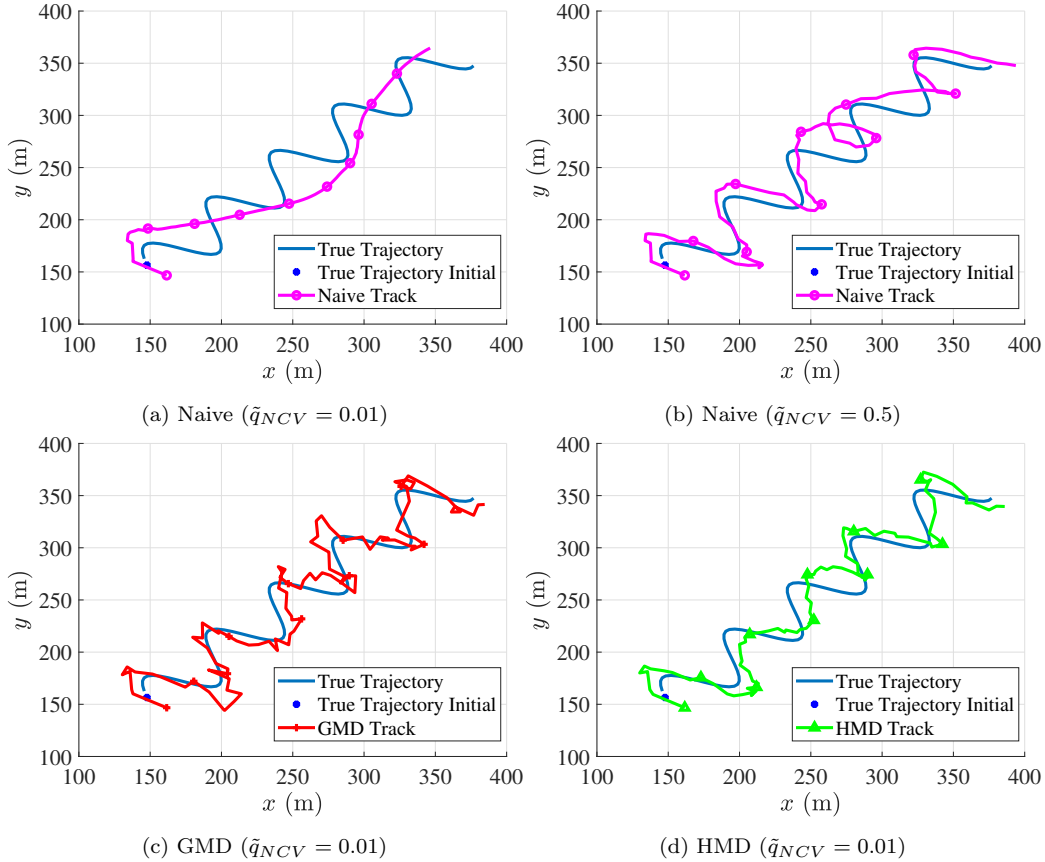 400
350
300
250
200
150
100
y (m)
100 150 200 250 300 350 400
x (m)
True Trajectory
True Trajectory Initial
Naive Track
(a) Naive (q̃_{NCV} = 0.01)
400
350
300
250
200
150
100
y (m)
100 150 200 250 300 350 400
x (m)
True Trajectory
True Trajectory Initial
Naive Track
(b) Naive (q̃_{NCV} = 0.5)
400
350
300
250
200
150
100
y (m)
100 150 200 250 300 350 400
x (m)
True Trajectory
True Trajectory Initial
GMD Track
(c) GMD (q̃_{NCV} = 0.01)
400
350
300
250
200
150
100
y (m)
100 150 200 250 300 350 400
x (m)
True Trajectory
True Trajectory Initial
HMD Track
(d) HMD (q̃_{NCV} = 0.01)